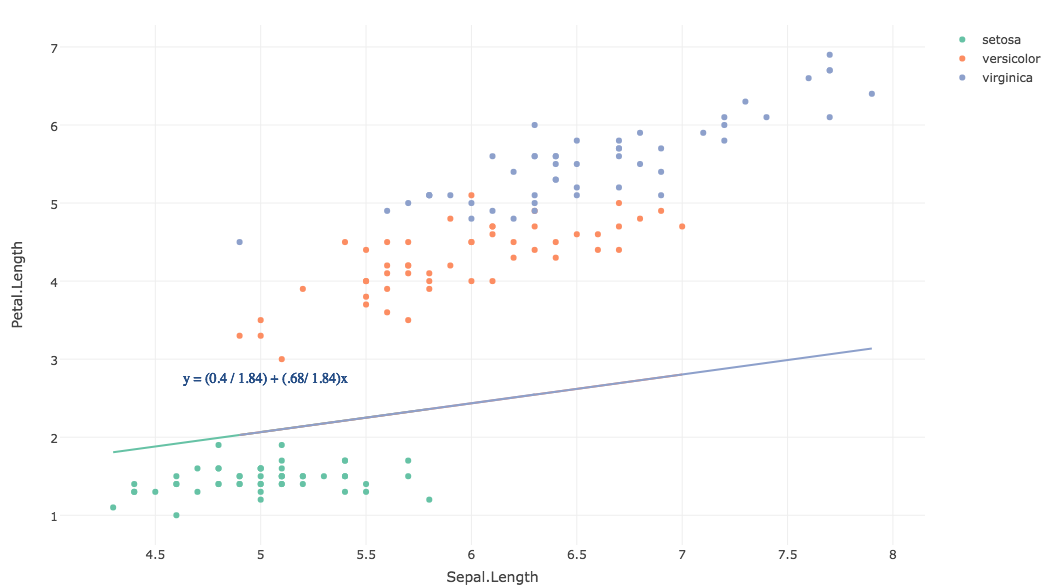 setosa
versicolor
virginica
7
6
5
4
3
2
1
Petal.Length
y = (0.4 / 1.84) + (.68/ 1.84)x
4.5 5 5.5 6 6.5 7 7.5 8
Sepal.Length